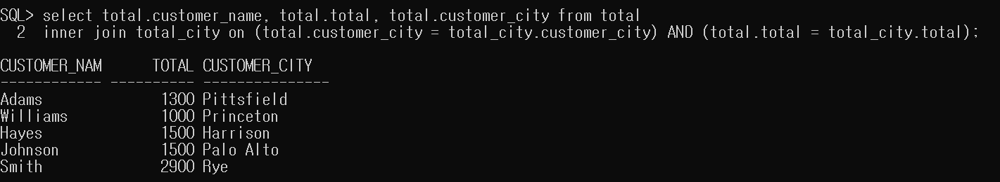 SQL> select total.customer_name, total.total, total.customer_city from total
  2  inner join total_city on (total.customer_city = total_city.customer_city) AND (total.total = total_city.total);

CUSTOMER_NAM      TOTAL CUSTOMER_CITY
------------ ---------- ---------------
Adams              1300 Pittsfield
Williams           1000 Princeton
Hayes              1500 Harrison
Johnson            1500 Palo Alto
Smith              2900 Rye